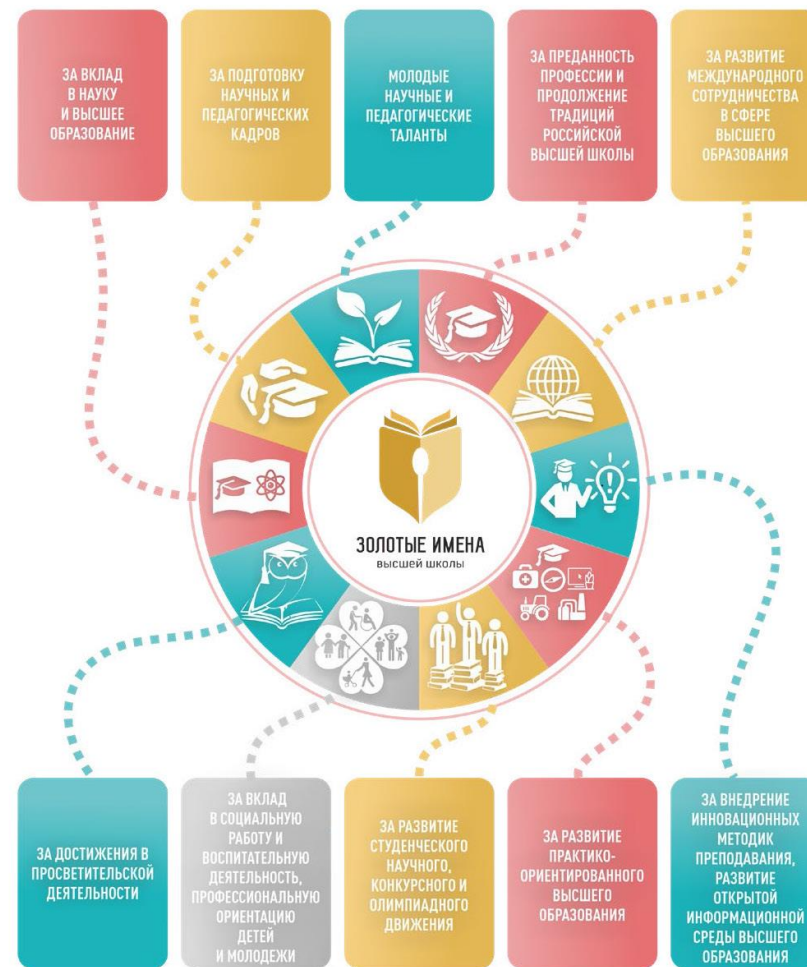 ЗА ВКЛАД
В НАУКУ
И ВЫСШЕЕ
ОБРАЗОВАНИЕ
ЗА ПОДГОТОВКУ
НАУЧНЫХ И
ПЕДАГОГИЧЕСКИХ
КАДРОВ
МОЛОДЫЕ
НАУЧНЫЕ И
ПЕДАГОГИЧЕСКИЕ
ТАЛАНТЫ
ЗА ПРЕДАННОСТЬ
ПРОФЕССИИ И
ПРОДОЛЖЕНИЕ
ТРАДИЦИЙ
РОССИЙСКОЙ
ВЫСШЕЙ ШКОЛЫ
ЗА РАЗВИТИЕ
МЕЖДУНАРОДНОГО
СОТРУДНИЧЕСТВА
В СФЕРЕ
ВЫСШЕГО
ОБРАЗОВАНИЯ
ЗОЛОТЫЕ ИМЕНА
ВЫСШЕЙ ШКОЛЫ
ЗА ДОСТИЖЕНИЯ В
ПРОСВЕТИТЕЛЬСКОЙ
ДЕЯТЕЛЬНОСТИ
ЗА ВКЛАД
В СОЦИАЛЬНУЮ
РАБОТУ И
ВОСПИТАТЕЛЬНУЮ
ДЕЯТЕЛЬНОСТЬ,
ПРОФЕССИОНАЛЬНУЮ
ОРИЕНТАЦИЮ
ДЕТЕЙ
И МОЛОДЕЖИ
ЗА РАЗВИТИЕ
СТУДЕНЧЕСКОГО
НАУЧНОГО,
КОНКУРСНОГО И
ОЛИМПИАДНОГО
ДВИЖЕНИЯ
ЗА РАЗВИТИЕ
ПРАКТИКО-
ОРИЕНТИРОВАННОГО
ВЫСШЕГО
ОБРАЗОВАНИЯ
ЗА ВНЕДРЕНИЕ
ИННОВАЦИОННЫХ
МЕТОДИК
ПРЕПОДАВАНИЯ,
РАЗВИТИЕ
ОТКРЫТОЙ
ИНФОРМАЦИОННОЙ
СРЕДЫ ВЫСШЕГО
ОБРАЗОВАНИЯ